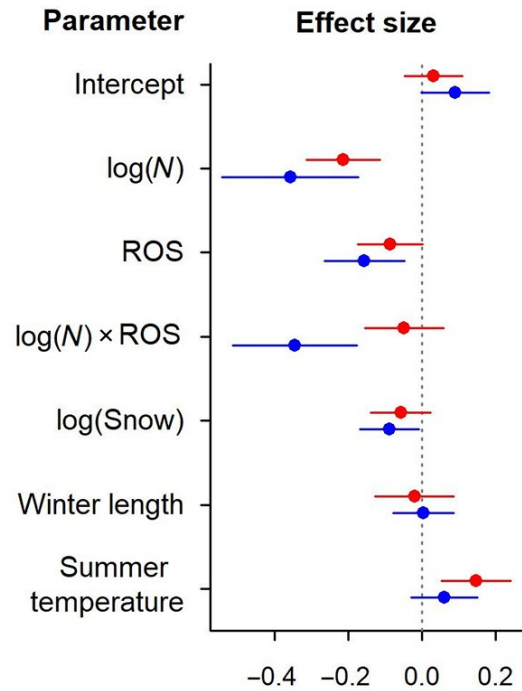 Parameter Effect size
Intercept
log(N)
ROS
log(N) × ROS
log(Snow)
Winter length
Summer
temperature
−0.4 −0.2 0.0 0.2